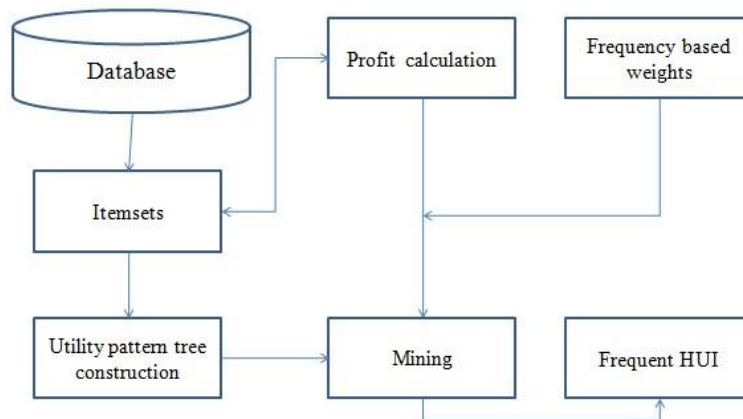 Database
Profit calculation
Frequency based
weights
Itemsets
Utility pattern tree
construction
Mining
Frequent HUI